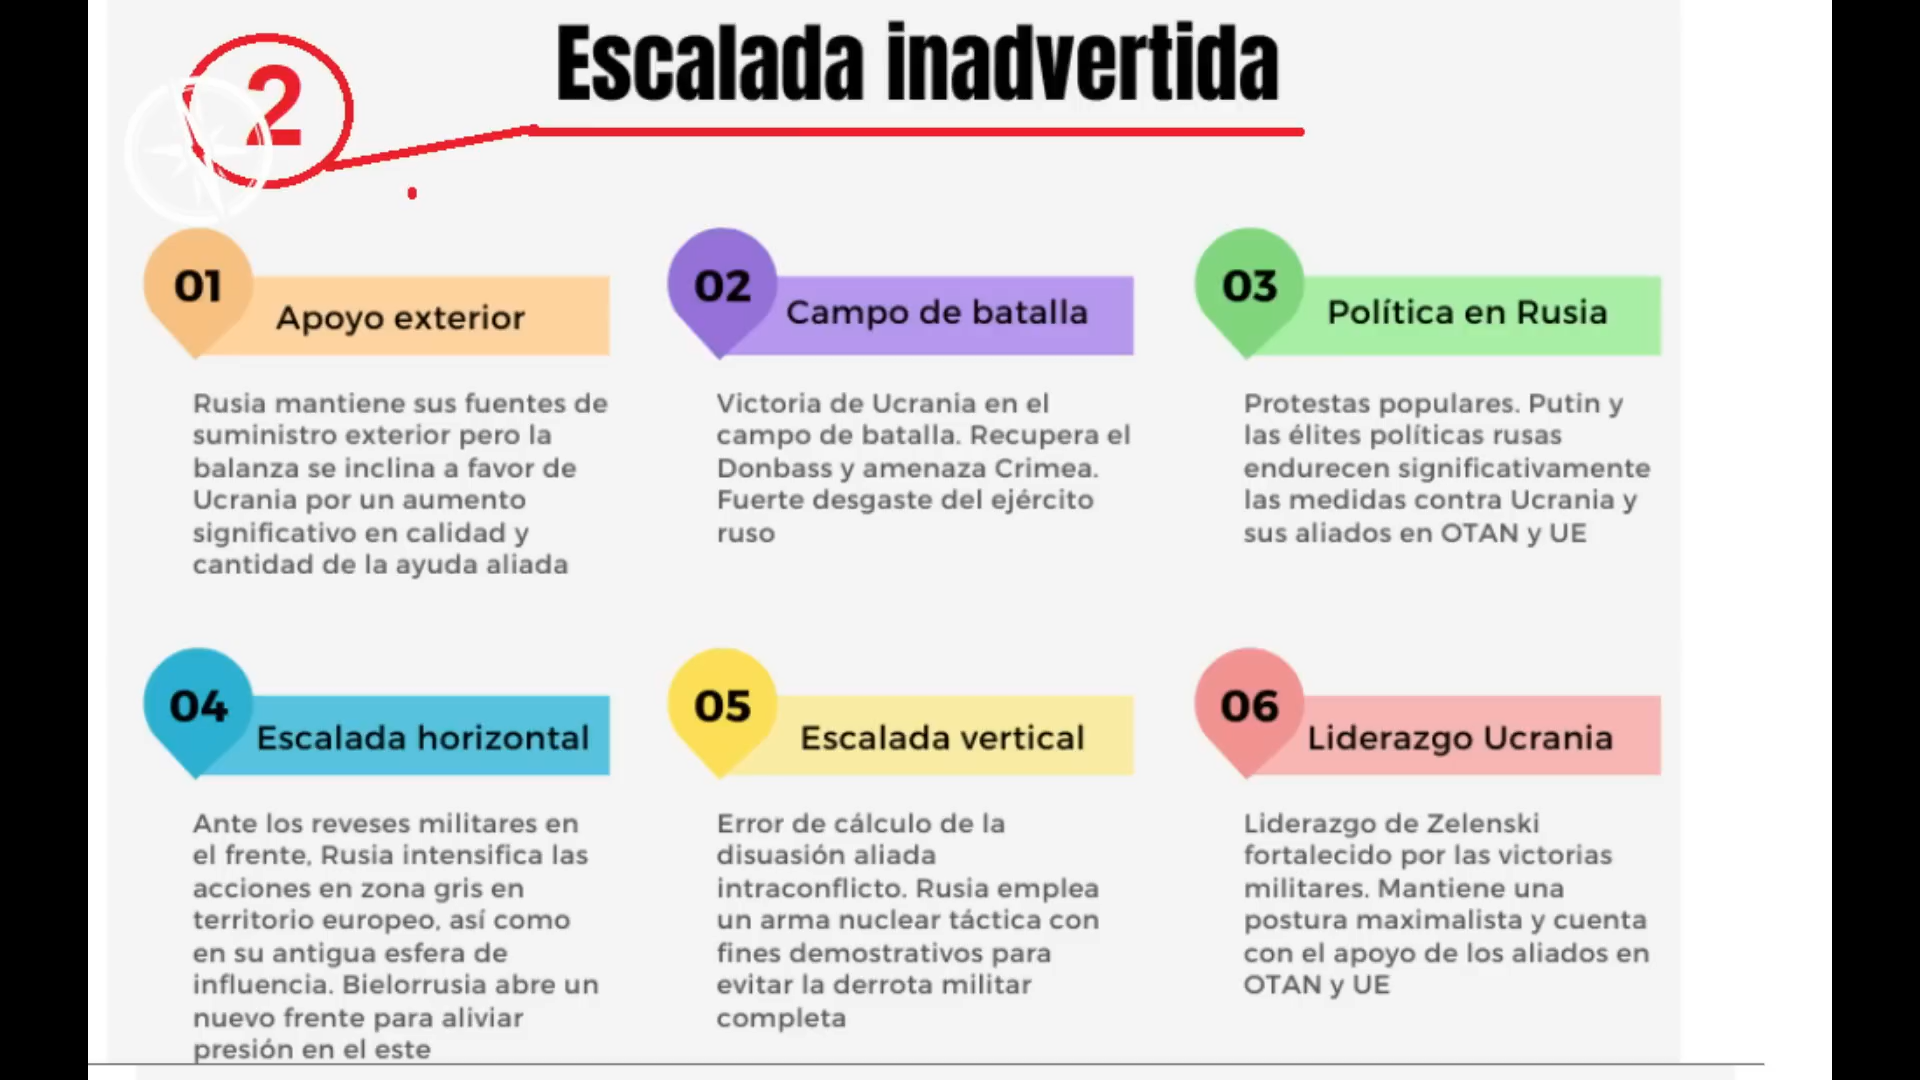 Escalada inadvertida
2
01
Apoyo exterior
Rusia mantiene sus fuentes de
suministro exterior pero la
balanza se inclina a favor de
Ucrania por un aumento
significativo en calidad y
cantidad de la ayuda aliada
02
Campo de batalla
Victoria de Ucrania en el
campo de batalla. Recupera el
Donbass y amenaza Crimea.
Fuerte desgaste del ejército
ruso
03
Política en Rusia
Protestas populares. Putin y
las élites políticas rusas
endurecen significativamente
las medidas contra Ucrania y
sus aliados en OTAN y UE
04
Escalada horizontal
Ante los reveses militares en
el frente, Rusia intensifica las
acciones en zona gris en
territorio europeo, así como
en su antigua esfera de
influencia. Bielorrusia abre un
nuevo frente para aliviar
presión en el este
05
Escalada vertical
Error de cálculo de la
disuasión aliada
intraconflicto. Rusia emplea
un arma nuclear táctica con
fines demostrativos para
evitar la derrota militar
completa
06
Liderazgo Ucrania
Liderazgo de Zelenski
fortalecido por las victorias
militares. Mantiene una
postura maximalista y cuenta
con el apoyo de los aliados en
OTAN y UE